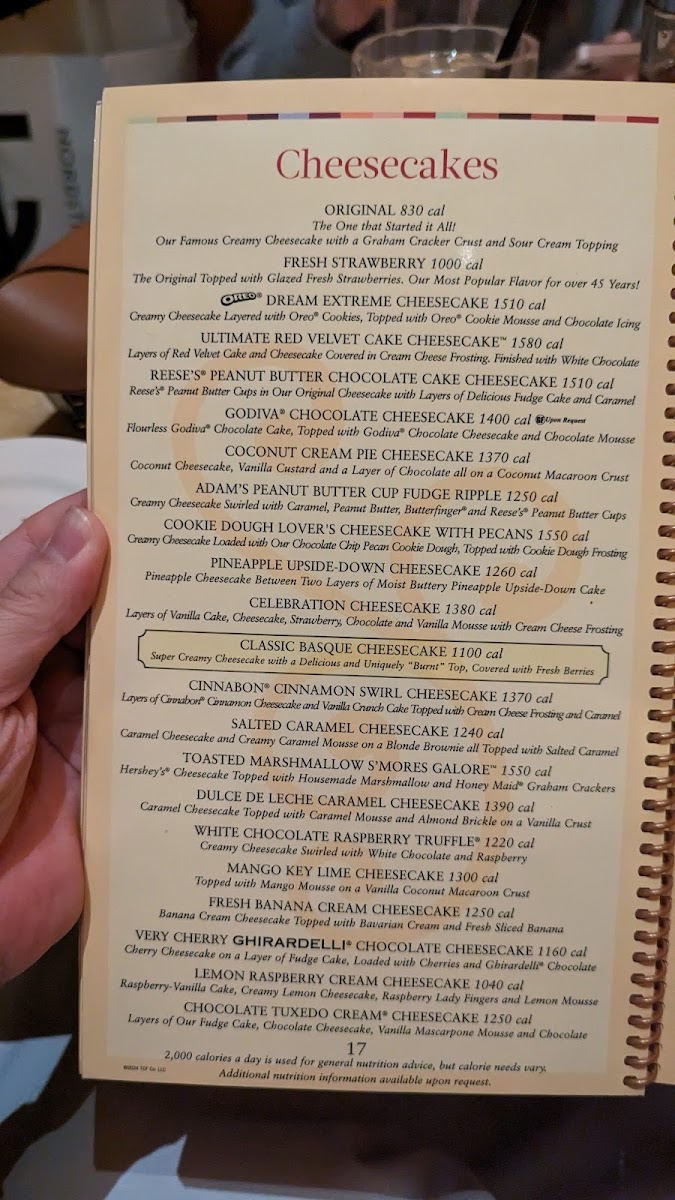 NORDST
Cheesecakes
ORIGINAL 830 cal
The One that Started it All!
Our Famous Creamy Cheesecake with a Graham Cracker Crust and Sour Cream Topping
FRESH STRAWBERRY 1000 cal
The Original Topped with Glazed Fresh Strawberries. Our Most Popular Flavor for over 45 Years!
OREO® DREAM EXTREME CHEESECAKE 1510 cal
Creamy Cheesecake Layered with Oreo® Cookies, Topped with Oreo® Cookie Mousse and Chocolate Icing
ULTIMATE RED VELVET CAKE CHEESECAKE™ 1580 cal
Layers of Red Velvet Cake and Cheesecake Covered in Cream Cheese Frosting. Finished with White Chocolate
REESE'S® PEANUT BUTTER CHOCOLATE CAKE CHEESECAKE 1510 cal
Reese's® Peanut Butter Cups in Our Original Cheesecake with Layers of Delicious Fudge Cake and Caramel
GODIVA® CHOCOLATE CHEESECAKE 1400 cal Upon Request
Flourless Godiva® Chocolate Cake, Topped with Godiva® Chocolate Cheesecake and Chocolate Mousse
COCONUT CREAM PIE CHEESECAKE 1370 cal
Coconut Cheesecake, Vanilla Custard and a Layer of Chocolate all on a Coconut Macaroon Crust
ADAM'S PEANUT BUTTER CUP FUDGE RIPPLE 1250 cal
Creamy Cheesecake Swirled with Caramel, Peanut Butter, Butterfinger® and Reese's® Peanut Butter Cups
COOKIE DOUGH LOVER'S CHEESECAKE WITH PECANS 1550 cal
Creamy Cheesecake Loaded with Our Chocolate Chip Pecan Cookie Dough, Topped with Cookie Dough Frosting
PINEAPPLE UPSIDE-DOWN CHEESECAKE 1260 cal
Pineapple Cheesecake Between Two Layers of Moist Buttery Pineapple Upside-Down Cake
CELEBRATION CHEESECAKE 1380 cal
Layers of Vanilla Cake, Cheesecake, Strawberry, Chocolate and Vanilla Mousse with Cream Cheese Frosting
CLASSIC BASQUE CHEESECAKE 1100 cal
Super Creamy Cheesecake with a Delicious and Uniquely "Burnt" Top, Covered with Fresh Berries
CINNABON® CINNAMON SWIRL CHEESECAKE 1370 cal
Layers of Cinnabon® Cinnamon Cheesecake and Vanilla Crunch Cake Topped with Cream Cheese Frosting and Caramel
SALTED CARAMEL CHEESECAKE 1240 cal
Caramel Cheesecake and Creamy Caramel Mousse on a Blonde Brownie all Topped with Salted Caramel
TOASTED MARSHMALLOW S'MORES GALORE™ 1550 cal
Hershey's® Cheesecake Topped with Housemade Marshmallow and Honey Maid® Graham Crackers
DULCE DE LECHE CARAMEL CHEESECAKE 1390 cal
Caramel Cheesecake Topped with Caramel Mousse and Almond Brickle on a Vanilla Crust
WHITE CHOCOLATE RASPBERRY TRUFFLE® 1220 cal
Creamy Cheesecake Swirled with White Chocolate and Raspberry
MANGO KEY LIME CHEESECAKE 1300 cal
Topped with Mango Mousse on a Vanilla Coconut Macaroon Crust
FRESH BANANA CREAM CHEESECAKE 1250 cal
Banana Cream Cheesecake Topped with Bavarian Cream and Fresh Sliced Banana
VERY CHERRY GHIRARDELLI® CHOCOLATE CHEESECAKE 1160 cal
Cherry Cheesecake on a Layer of Fudge Cake, Loaded with Cherries and Ghirardelli® Chocolate
LEMON RASPBERRY CREAM CHEESECAKE 1040 cal
Raspberry-Vanilla Cake, Creamy Lemon Cheesecake, Raspberry Lady Fingers and Lemon Mousse
CHOCOLATE TUXEDO CREAM® CHEESECAKE 1250 cal
Layers of Our Fudge Cake, Chocolate Cheesecake, Vanilla Mascarpone Mousse and Chocolate
17
2,000 calories a day is used for general nutrition advice, but calorie needs vary.
Additional nutrition information available upon request.
©2024 TCF Co. LLC